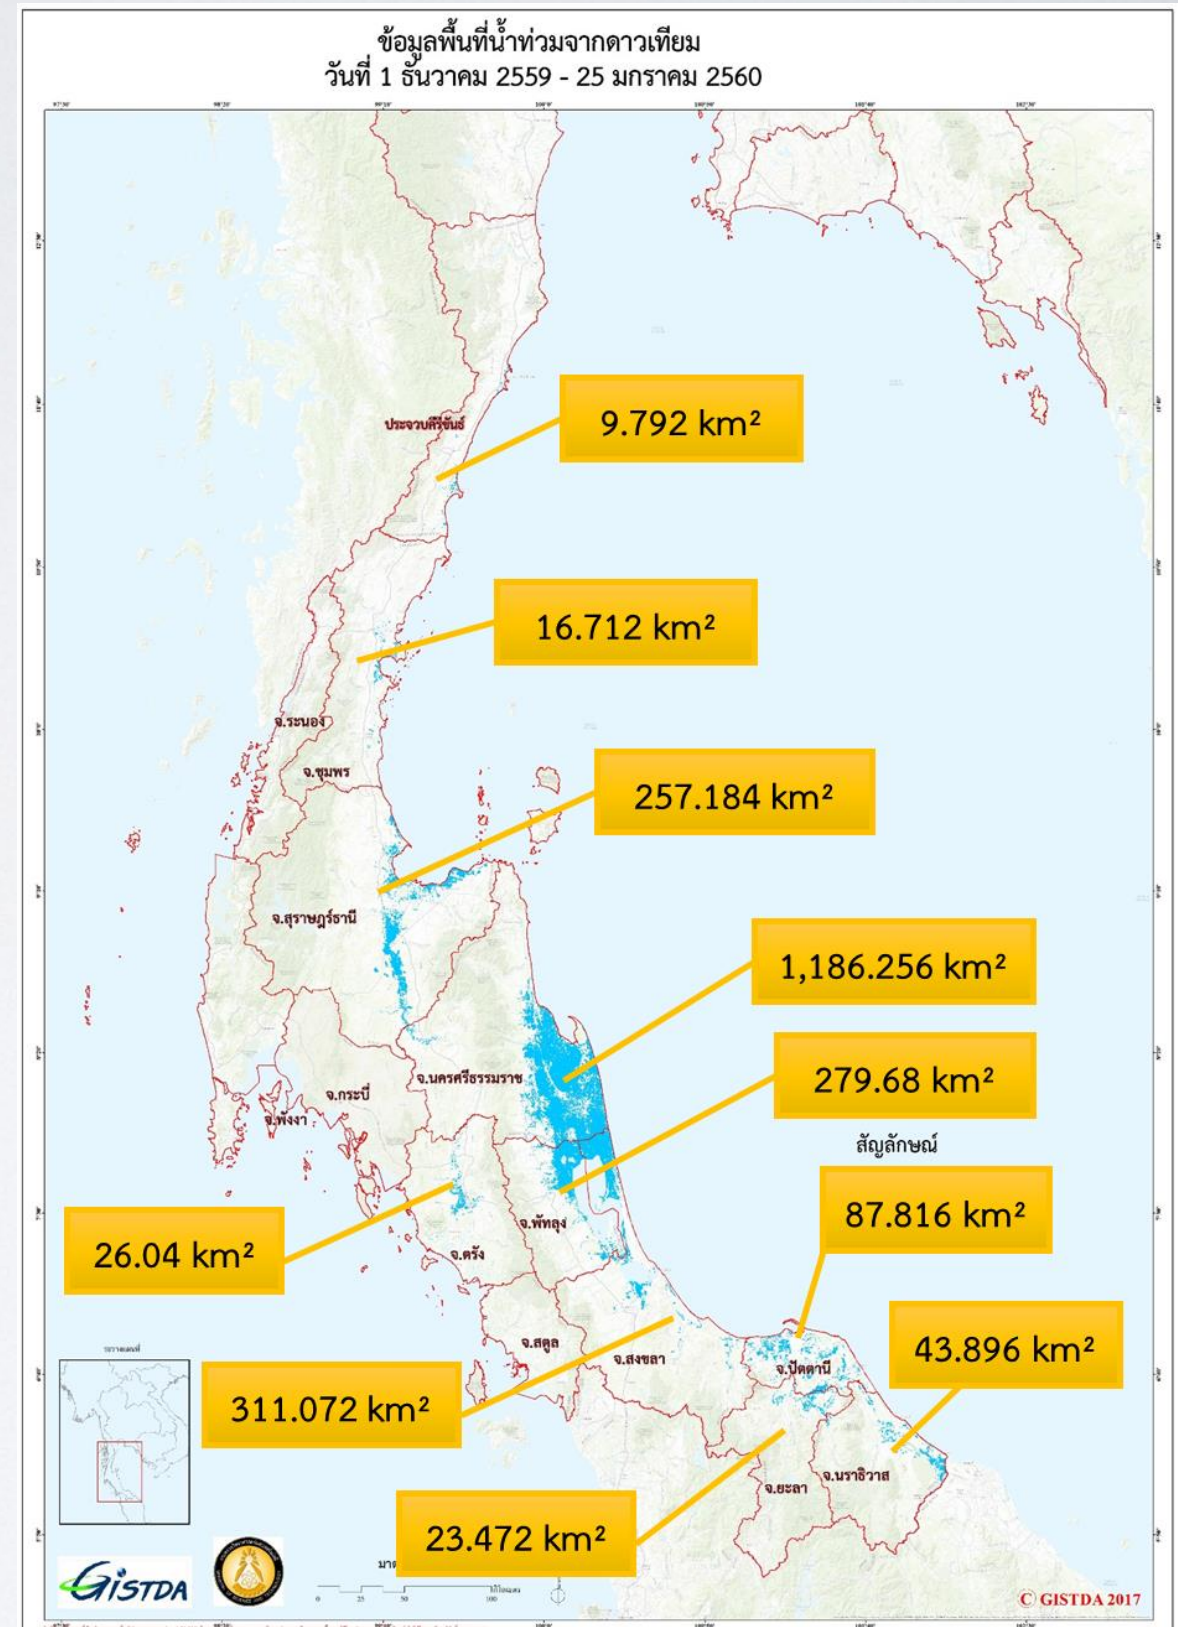 ข้อมูลพื้นที่น้ำท่วมจากดาวเทียม
วันที่ 1 ธันวาคม 2559 - 25 มกราคม 2560
ประจวบคีรีขันธ์
9.792 km²
16.712 km²
จ.ระนอง
จ.ชุมพร
257.184 km²
จ.สุราษฎร์ธานี
1,186.256 km²
จ.นครศรีธรรมราช
279.68 km²
จ.กระบี่
จ.พังงา
สัญลักษณ์
87.816 km²
จ.พัทลุง
26.04 km²
จ.ตรัง
43.896 km²
จ.สตูล
จ.สงขลา
จ.ปัตตานี
311.072 km²
จ.นราธิวาส
จ.ยะลา
23.472 km²
GISTDA
0 25 50 100
© GISTDA 2017